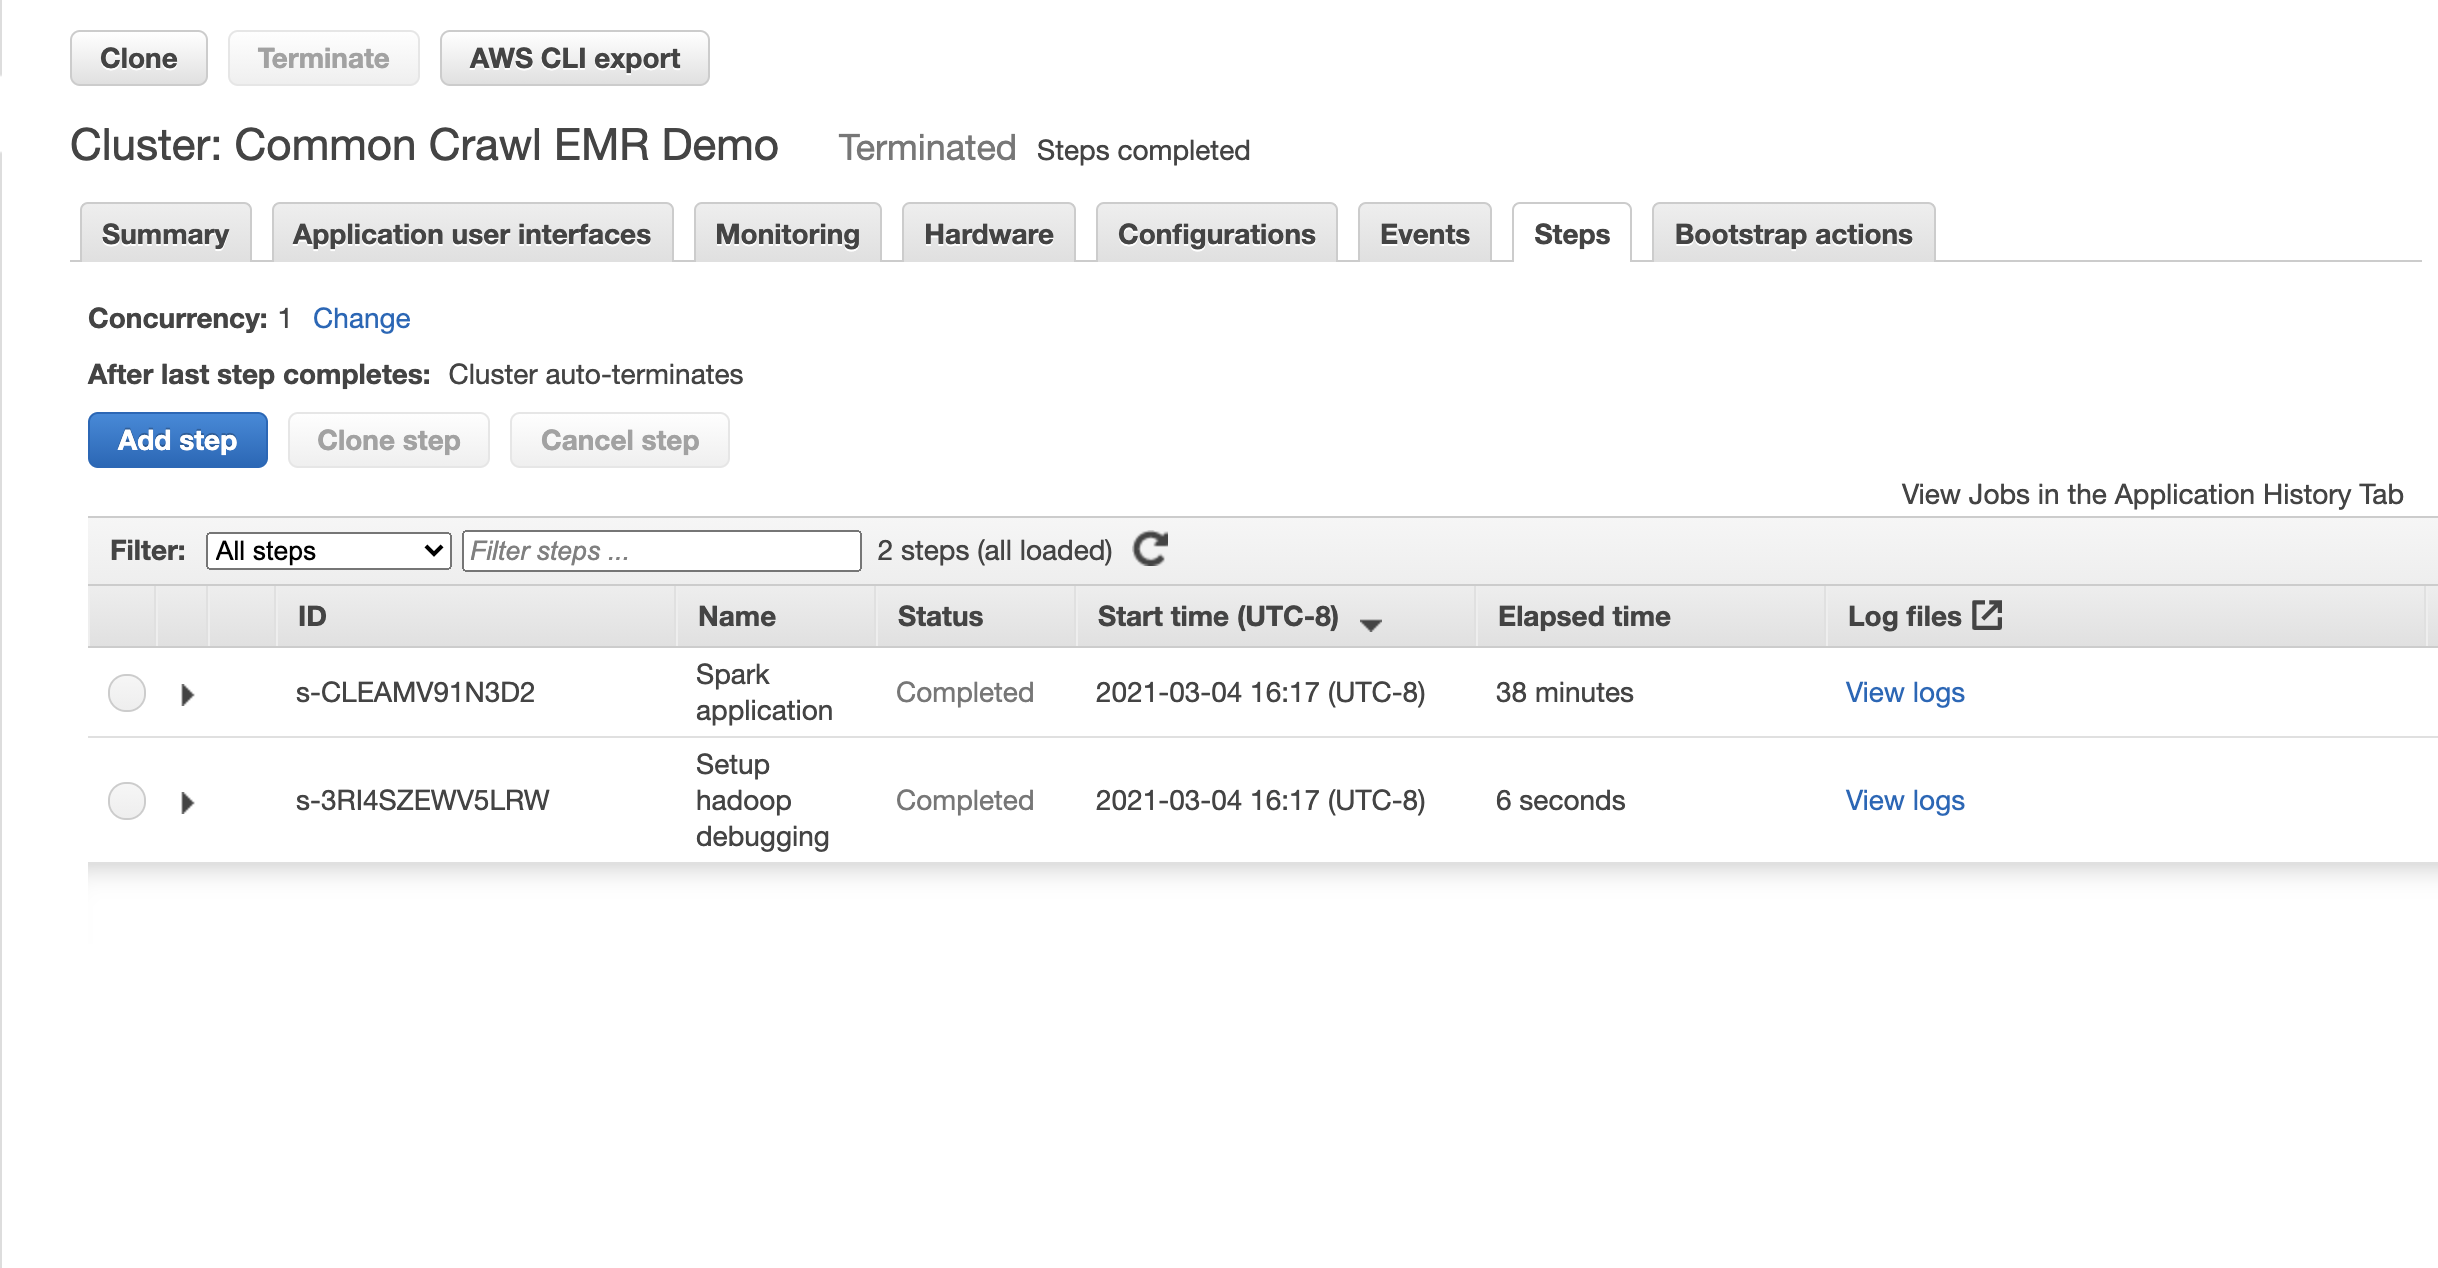 Clone Terminate AWS CLI export
Cluster: Common Crawl EMR Demo Terminated Steps completed
Summary Application user interfaces Monitoring Hardware Configurations Events Steps Bootstrap actions
Concurrency: 1 Change
After last step completes: Cluster auto-terminates
Add step Clone step Cancel step
View Jobs in the Application History Tab
Filter: All steps Filter steps ... 2 steps (all loaded)
ID Name Status Start time (UTC-8) Elapsed time Log files
s-CLEAMV91N3D2 Spark application Completed 2021-03-04 16:17 (UTC-8) 38 minutes View logs
s-3RI4SZEWV5LRW Setup hadoop debugging Completed 2021-03-04 16:17 (UTC-8) 6 seconds View logs